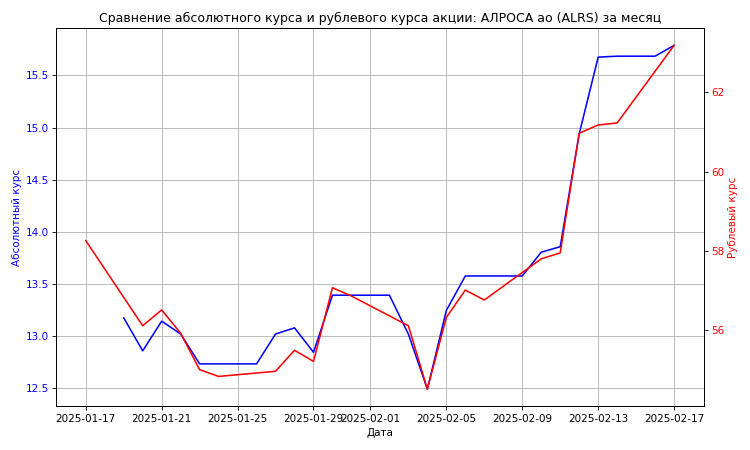 Сравнение абсолютного курса и рублевого курса акции: АЛРОСА ао (ALRS) за месяц
Абсолютный курс
15.5
15.0
14.5
14.0
13.5
13.0
12.5
62
60
58
56
Рублевый курс
2025-01-17 2025-01-21 2025-01-25 2025-01-29 2025-02-01 2025-02-05 2025-02-09 2025-02-13 2025-02-17
Дата